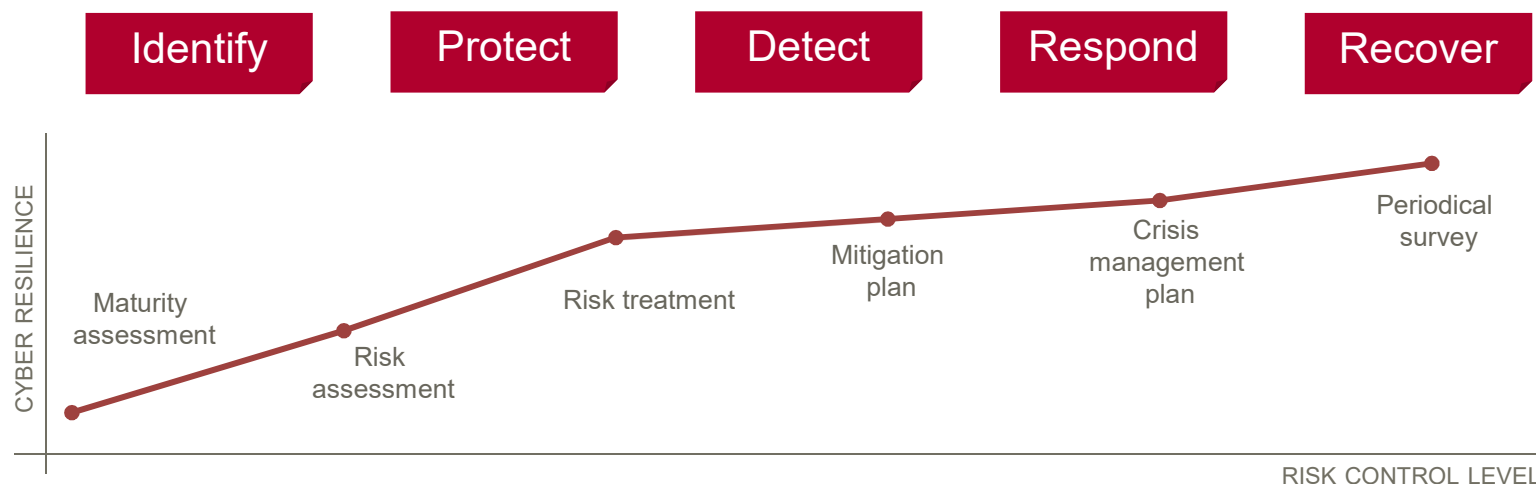 Identify
Protect
Detect
Respond
Recover
CYBER RESILIENCE
Maturity
assessment
Risk
assessment
Risk treatment
Mitigation
plan
Crisis
management
plan
Periodical
survey
RISK CONTROL LEVEL